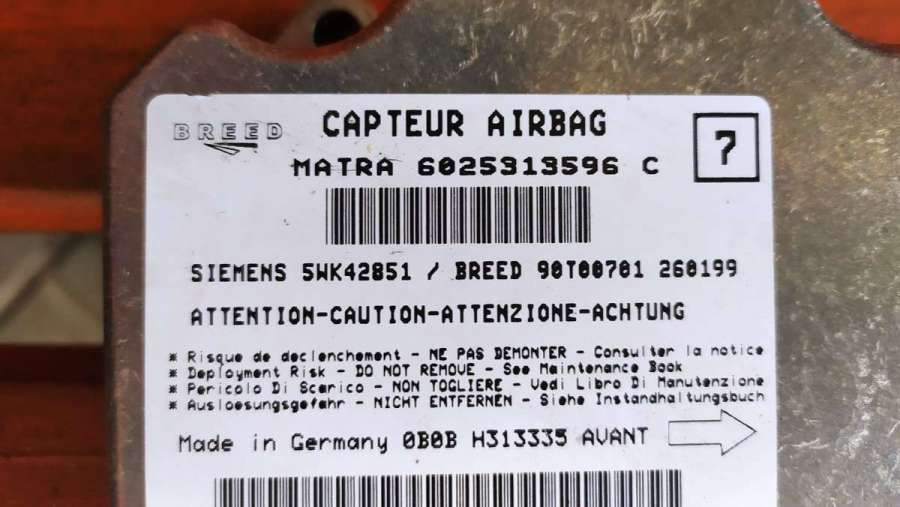 BREED
CAPTEUR AIRBAG
7
MATRA 6025313596 C
SIEMENS 5WK42851 / BREED 90T00701 260199
ATTENTION-CAUTION-ATTENZIONE-ACHTUNG
* Risque de declenchement - NE PAS DEMONTER - Consulter la notice
* Deployment Risk - DO NOT REMOVE - See Maintenance Book
* Pericolo Di Scarico - NON TOGLIERE - Vedi Libro Di Manutenzione
* Ausloesungsgefahr - NICHT ENTFERNEN - Siehe Instandhaltungsbuch
Made in Germany 0B0B H313335 AVANT